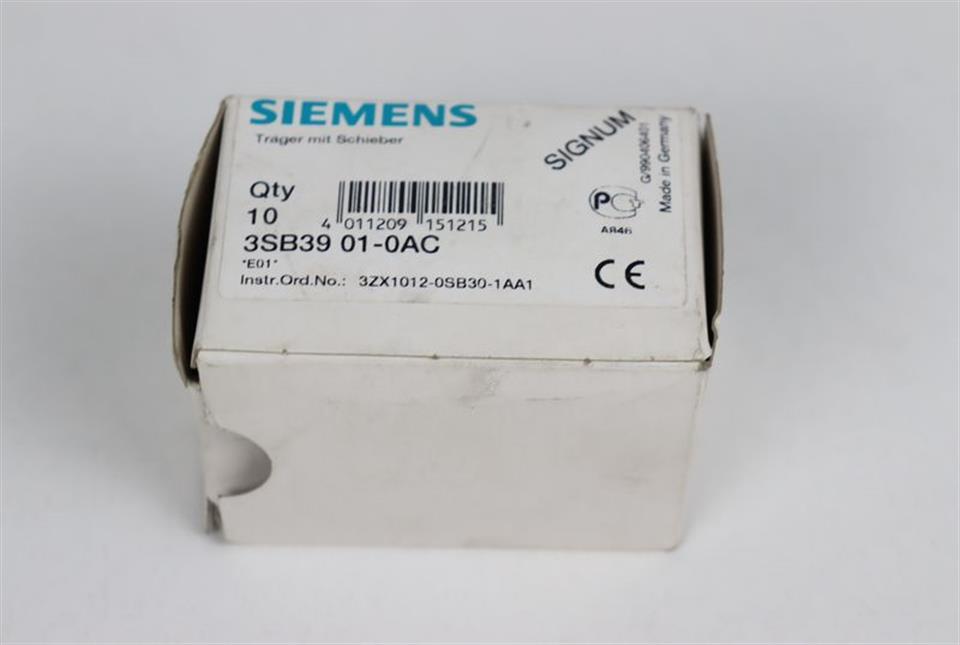 SIEMENS
Träger mit Schieber
Qty
10
4 011209 151215
3SB39 01-0AC
*E01*
Instr.Ord.No.: 3ZX1012-0SB30-1AA1
SIGNUM
G/990406401
Made in Germany
P
A846
CE